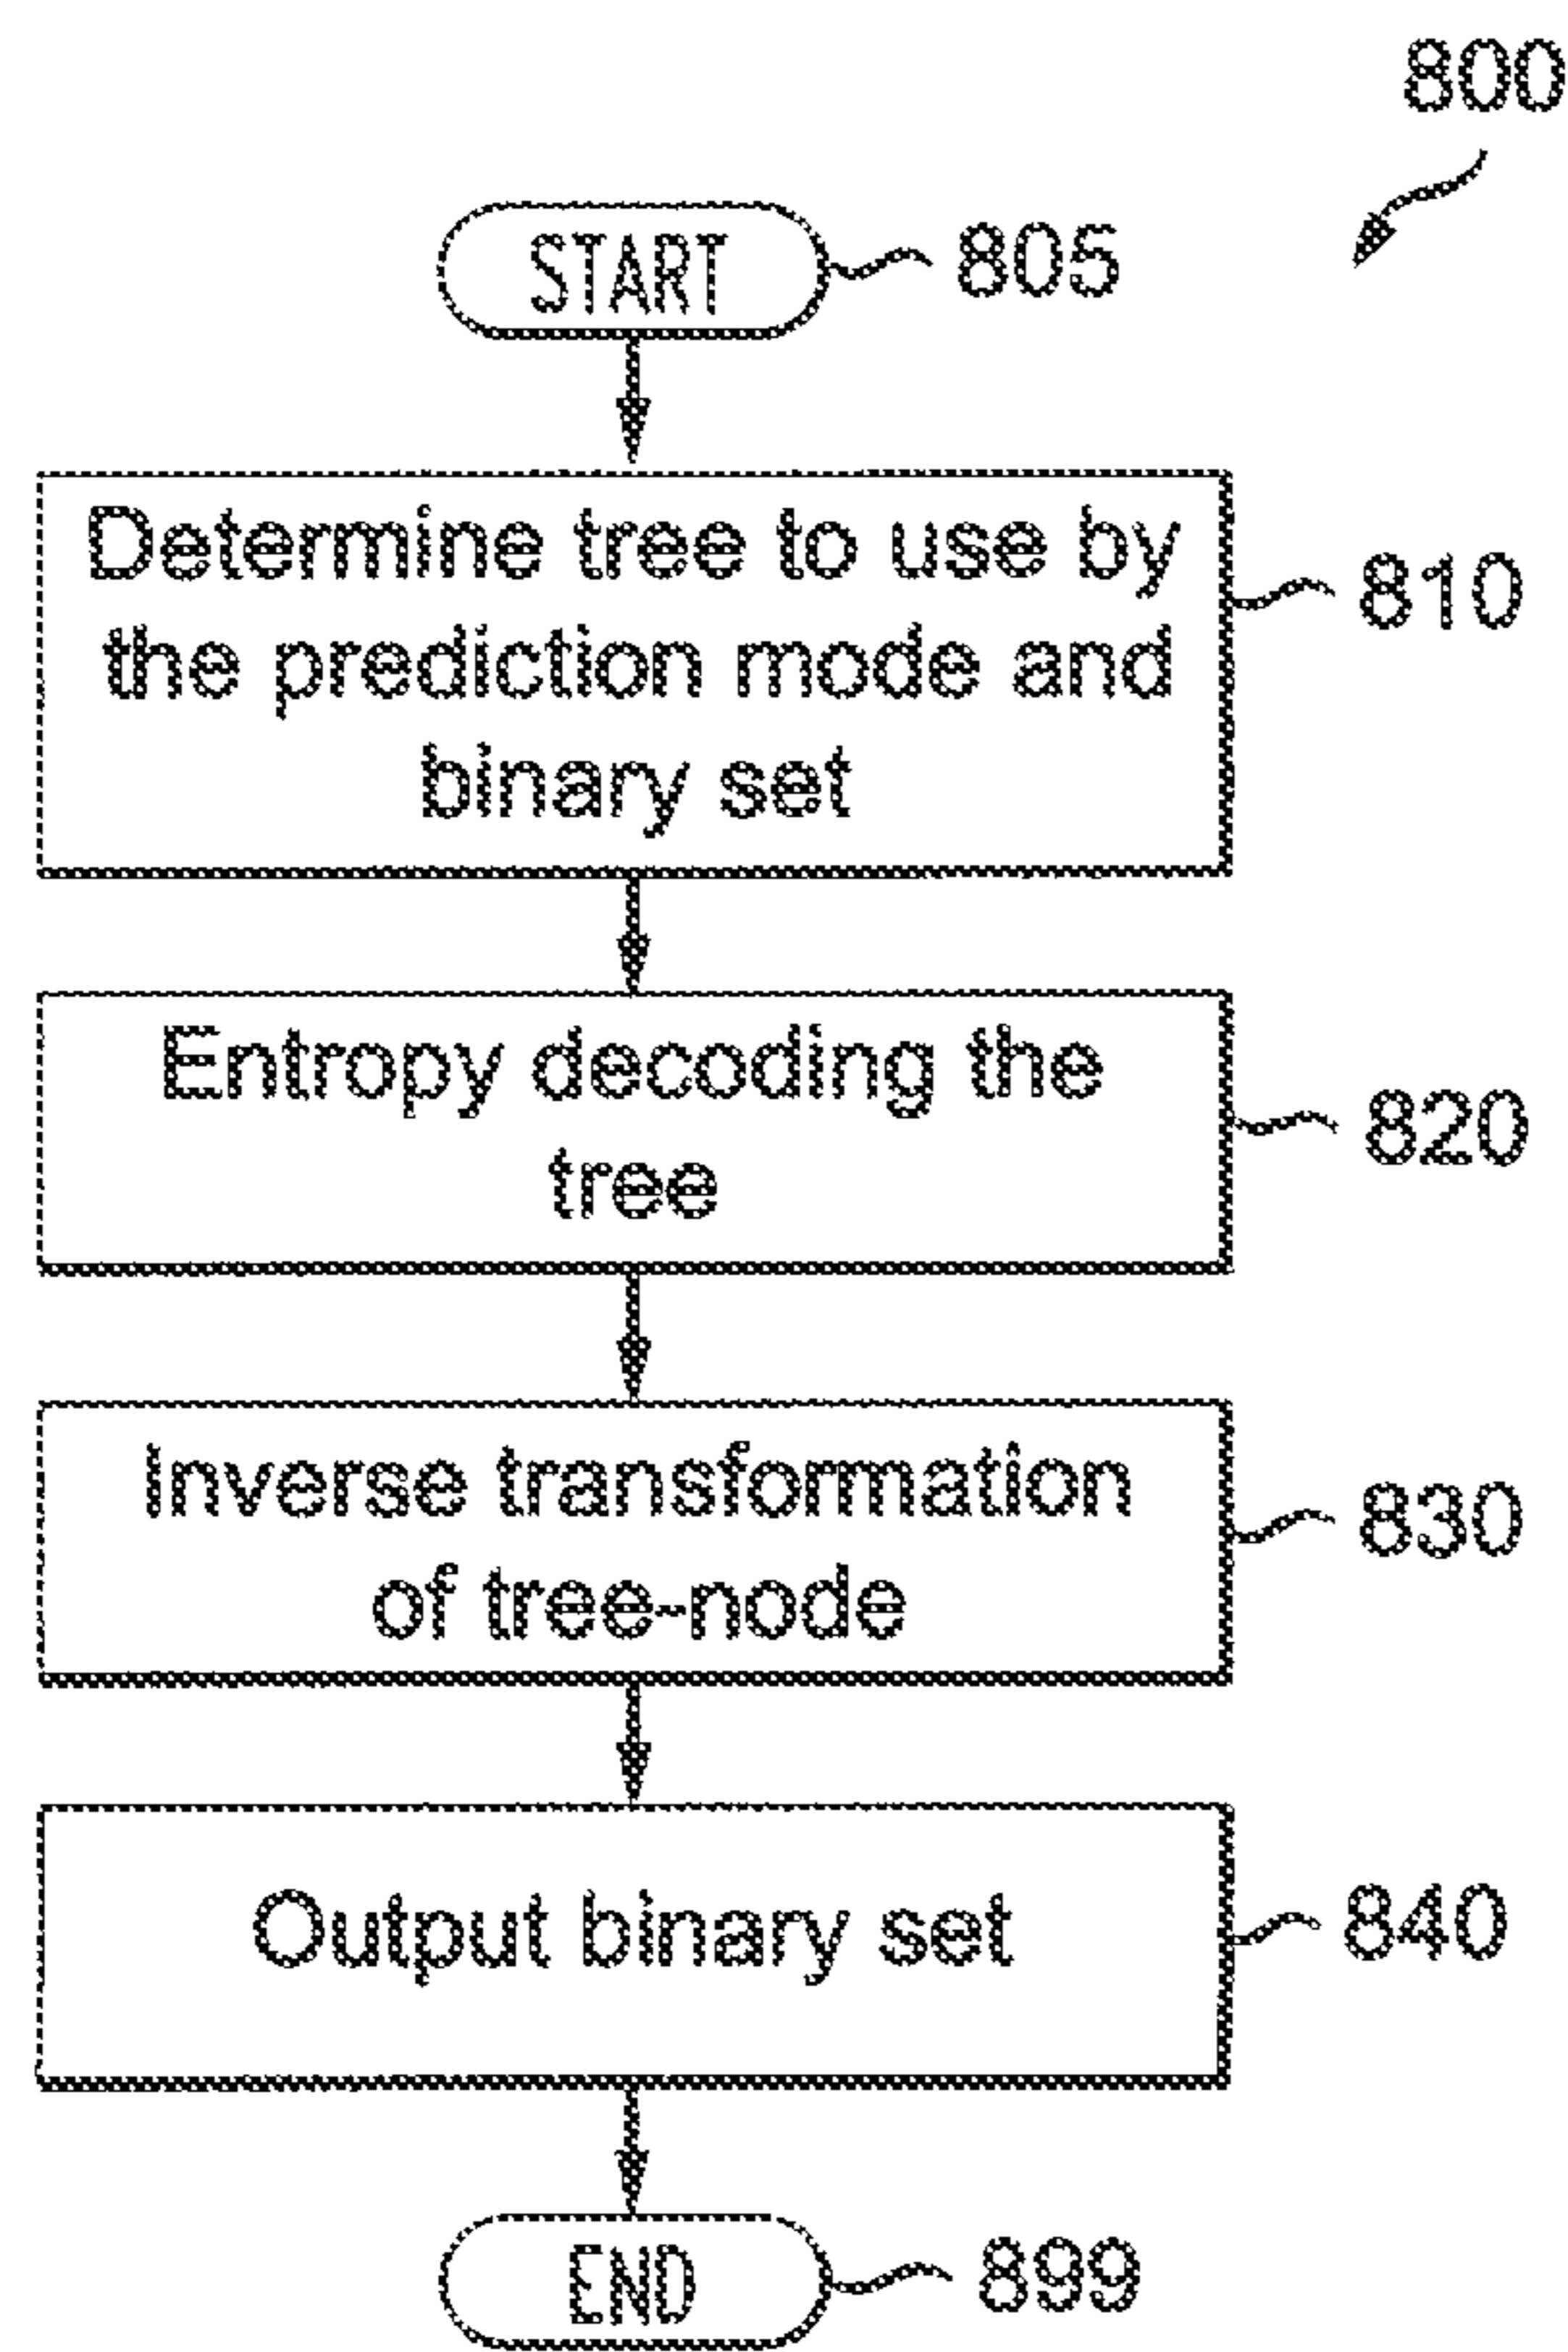 800
START
805
Determine tree to use by
the prediction mode and
binary set
810
Entropy decoding the
tree
820
Inverse transformation
of tree-node
830
Output binary set
840
END
899